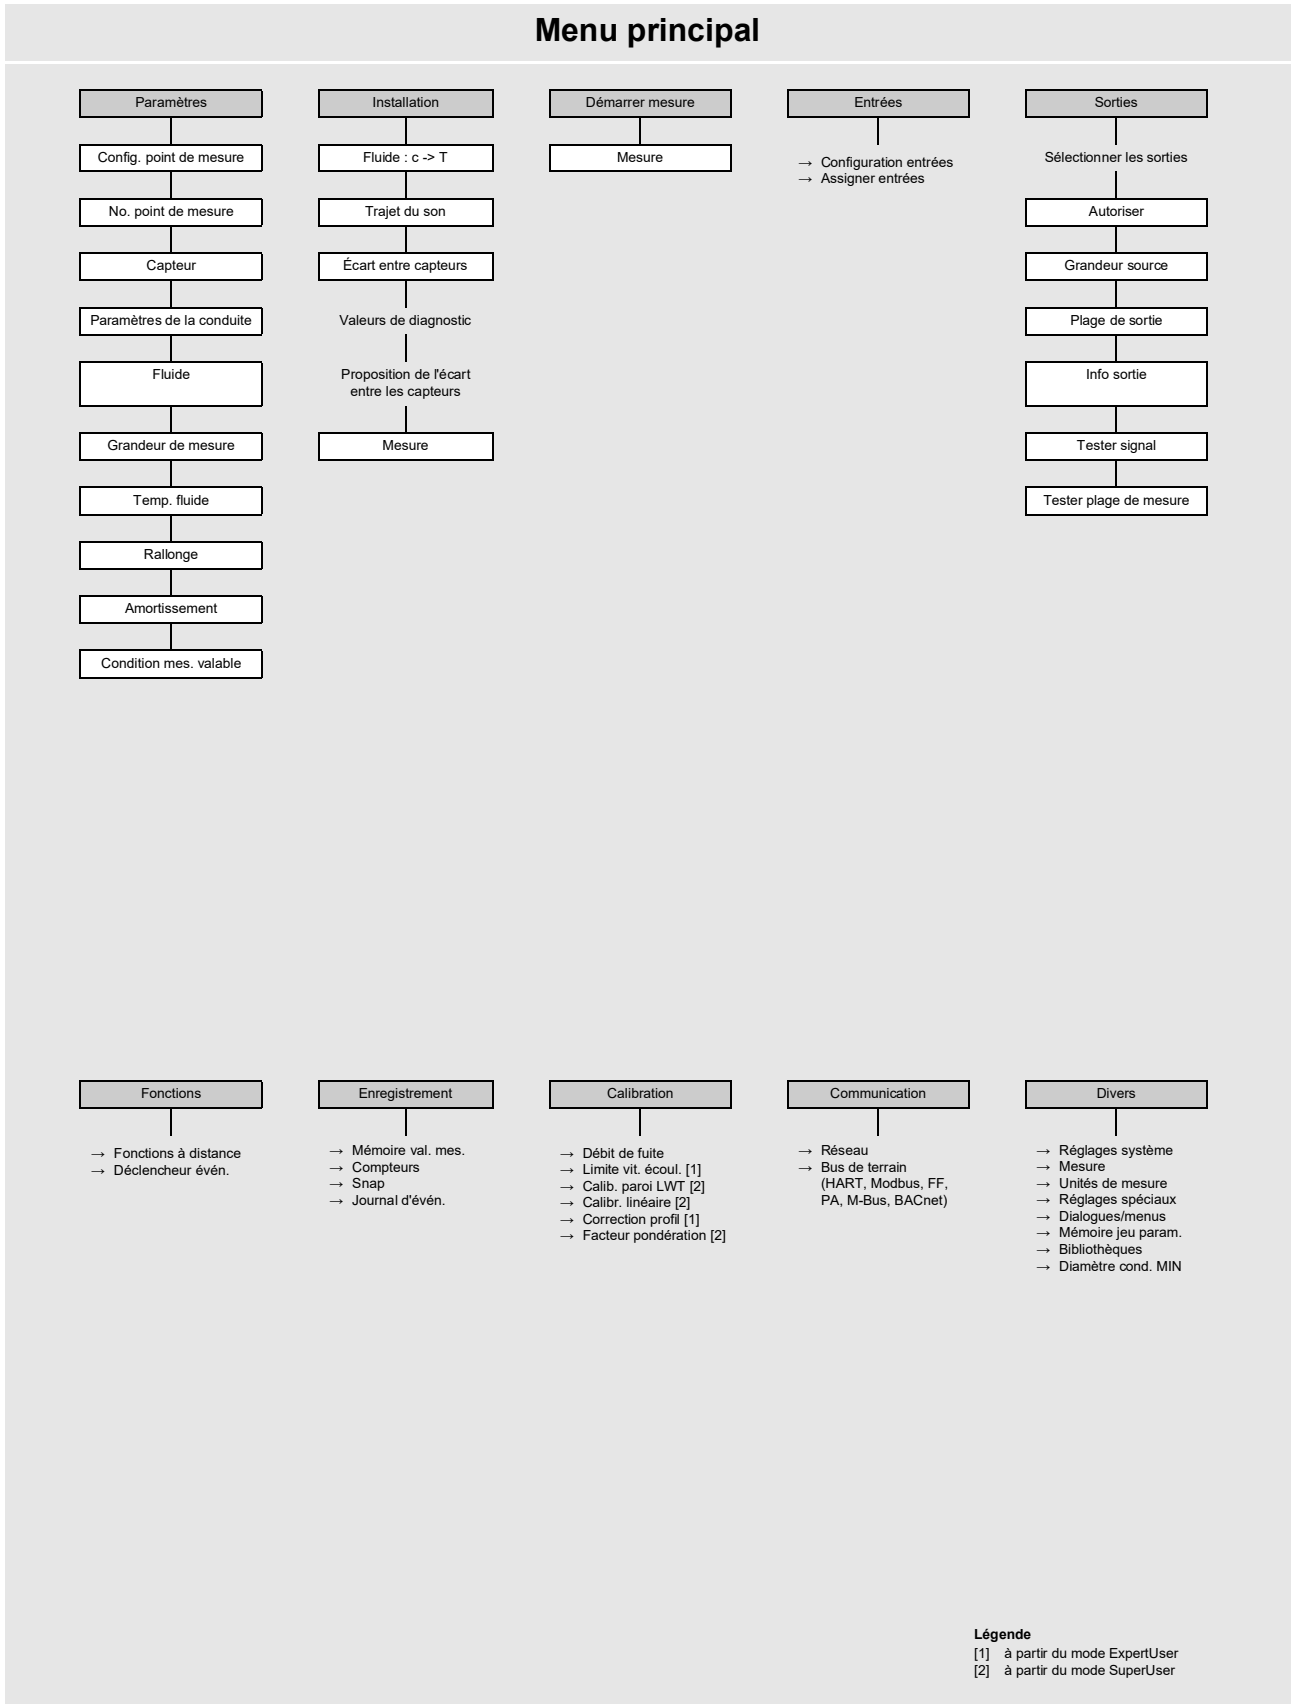 Menu principal
Paramètres
Config. point de mesure
No. point de mesure
Capteur
Paramètres de la conduite
Fluide
Grandeur de mesure
Temp. fluide
Rallonge
Amortissement
Condition mes. valable
Installation
Fluide : c -> T
Trajet du son
Écart entre capteurs
Valeurs de diagnostic
Proposition de l'écart
entre les capteurs
Mesure
Démarrer mesure
Mesure
Entrées
→ Configuration entrées
→ Assigner entrées
Sorties
Sélectionner les sorties
Autoriser
Grandeur source
Plage de sortie
Info sortie
Tester signal
Tester plage de mesure
Fonctions
→ Fonctions à distance
→ Déclencheur évén.
Enregistrement
→ Mémoire val. mes.
→ Compteurs
→ Snap
→ Journal d'évén.
Calibration
→ Débit de fuite
→ Limite vit. écoul. [1]
→ Calib. paroi LWT [2]
→ Calibr. linéaire [2]
→ Correction profil [1]
→ Facteur pondération [2]
Communication
→ Réseau
→ Bus de terrain
(HART, Modbus, FF,
PA, M-Bus, BACnet)
Divers
→ Réglages système
→ Mesure
→ Unités de mesure
→ Réglages spéciaux
→ Dialogues/menus
→ Mémoire jeu param.
→ Bibliothèques
→ Diamètre cond. MIN
Légende
[1] à partir du mode ExpertUser
[2] à partir du mode SuperUser